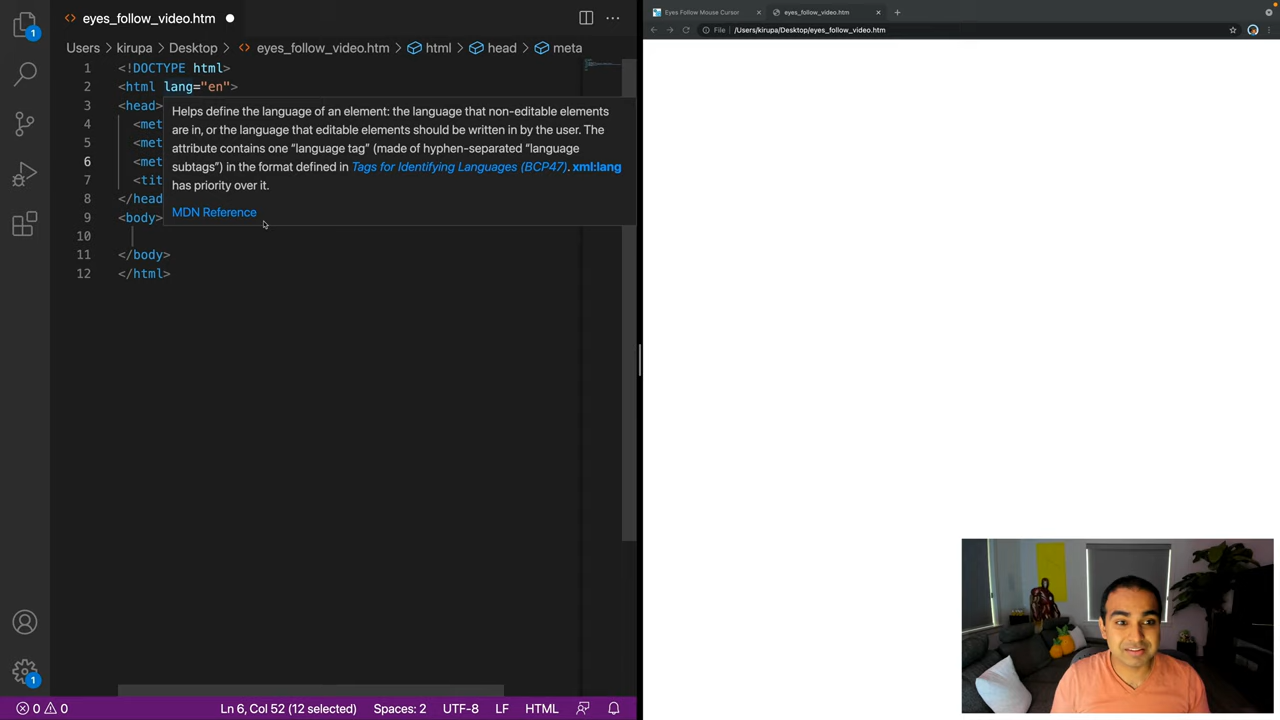 eyes_follow_video.htm
Users > kirupa > Desktop > eyes_follow_video.htm > html > head > meta
1 <!DOCTYPE html>
2 <html lang="en">
3 <head>
4 <met
5 <met
6 <met
7 <tit
8 </head
9 <body>
10
11 </body>
12 </html>
Helps define the language of an element: the language that non-editable elements
are in, or the language that editable elements should be written in by the user. The
attribute contains one “language tag” (made of hyphen-separated “language
subtags”) in the format defined in Tags for Identifying Languages (BCP47). xml:lang
has priority over it.
MDN Reference
1
1
0 0
Ln 6, Col 52 (12 selected)
Spaces: 2
UTF-8
LF
HTML
Eyes Follow Mouse Cursor
eyes_follow_video.htm
File /Users/kirupa/Desktop/eyes_follow_video.htm